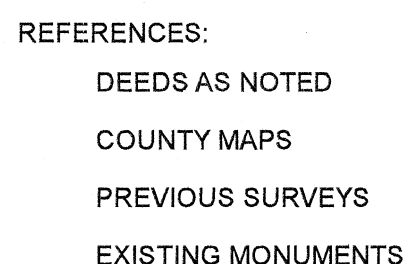 REFERENCES:
DEEDS AS NOTED
COUNTY MAPS
PREVIOUS SURVEYS
EXISTING MONUMENTS